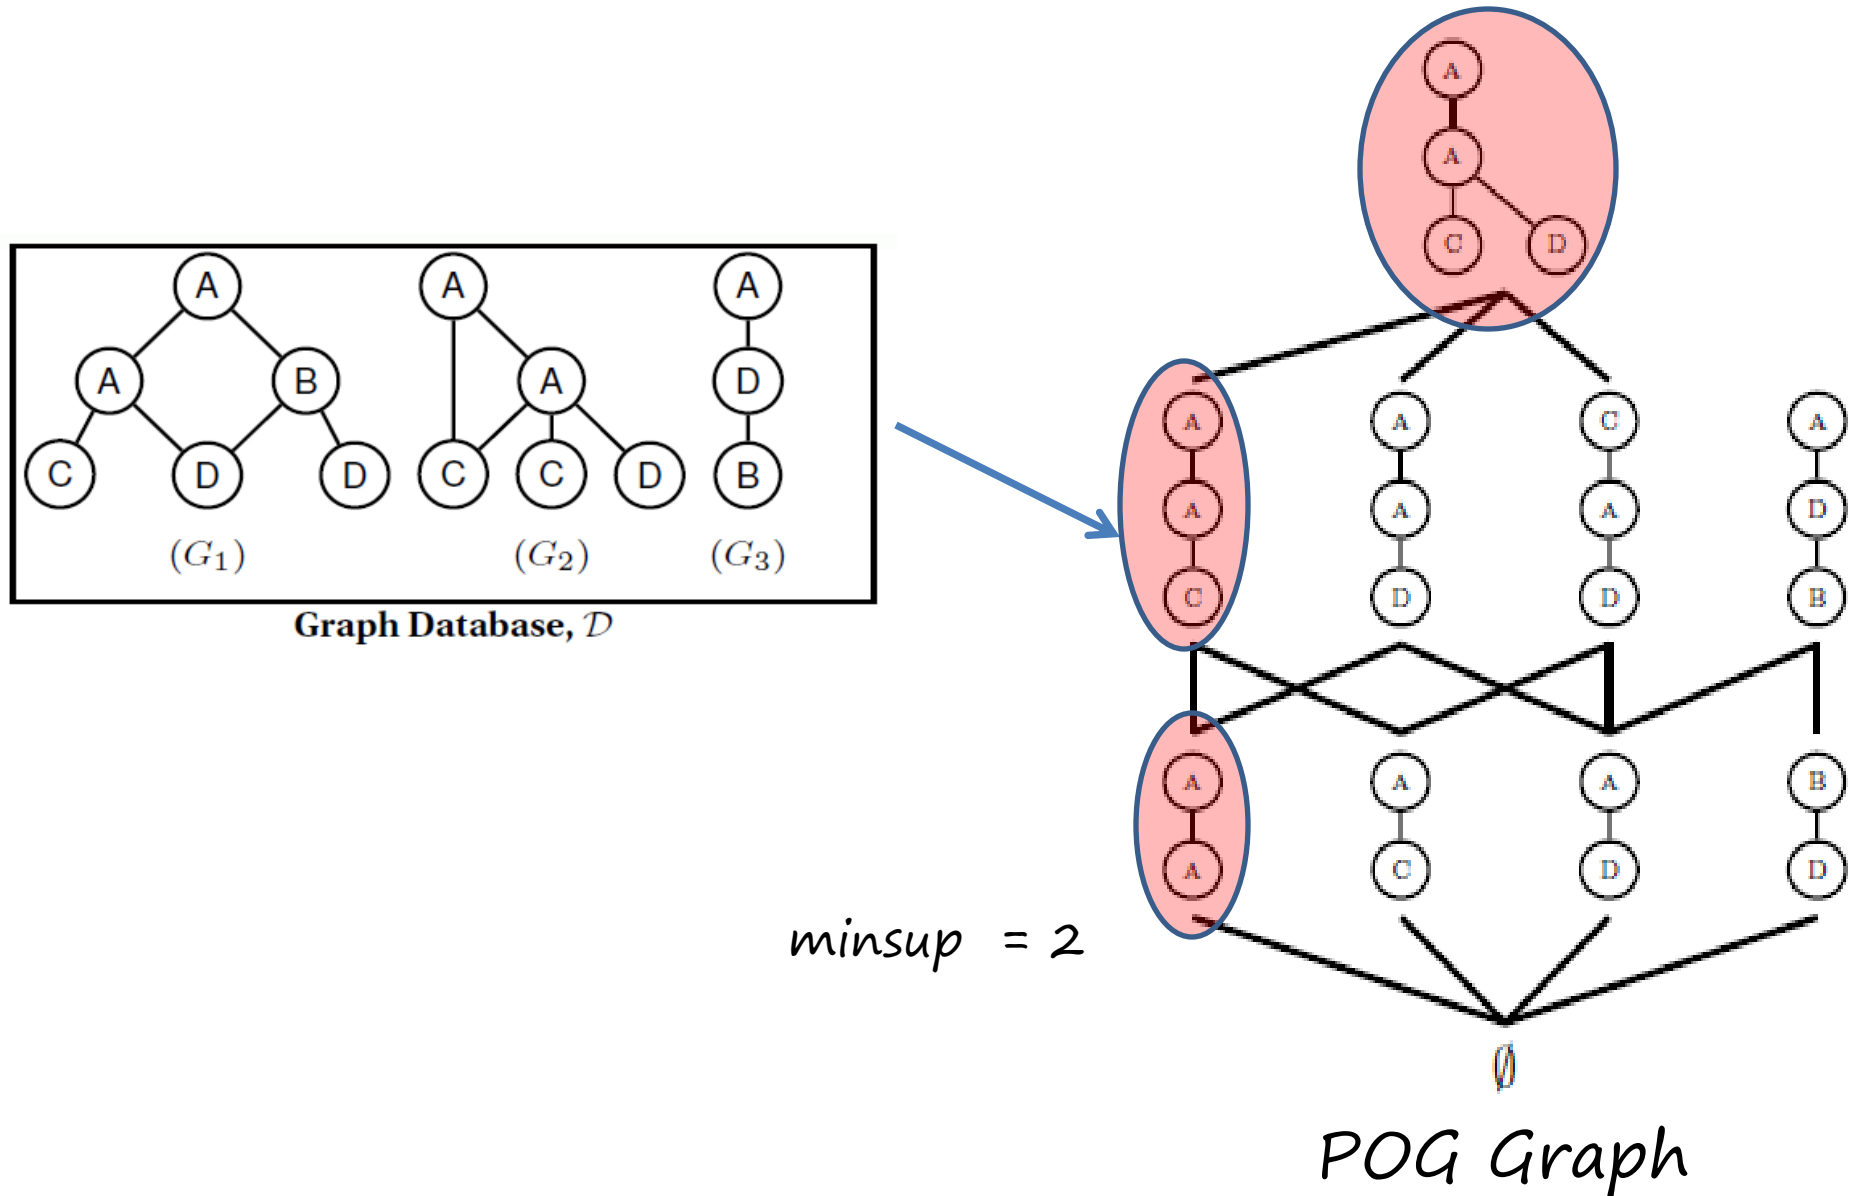 A
A B
C D D
(G1)
A
A
C C D
(G2)
A
D
B
(G3)
Graph Database, 𝒟
minsup = 2
A
A
C D
A A C A
A A A D
C D D B
A A A B
A C D D
∅
POG Graph